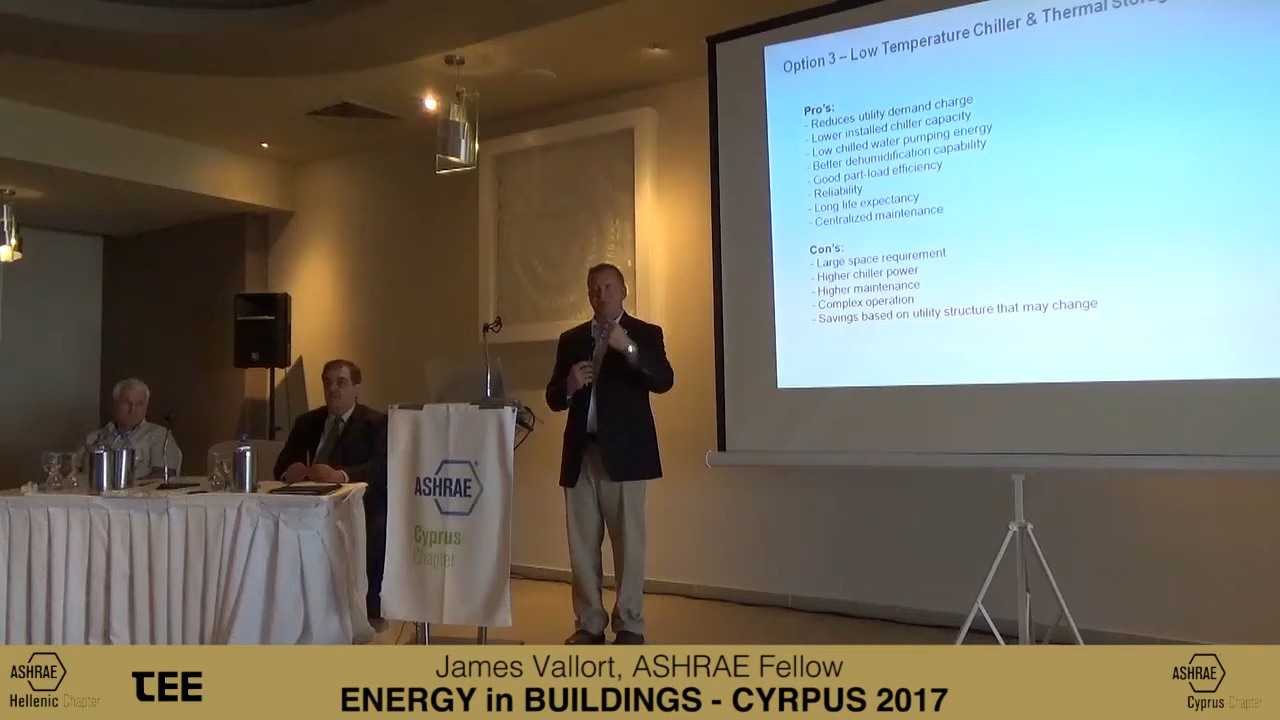 Option 3 – Low Temperature Chiller & Thermal
Pro's:
- Reduces utility demand charge
- Lower installed chiller capacity
- Low chilled water pumping energy
- Better dehumidification capability
- Good part-load efficiency
- Reliability
- Long life expectancy
- Centralized maintenance
Con's:
- Large space requirement
- Higher chiller power
- Higher maintenance
- Complex operation
- Savings based on utility structure that may change
ASHRAE
Cyprus
Chapter
ASHRAE
Hellenic Chapter
TEE
James Vallort, ASHRAE Fellow
ENERGY in BUILDINGS - CYRPUS 2017
ASHRAE
Cyprus Chapter